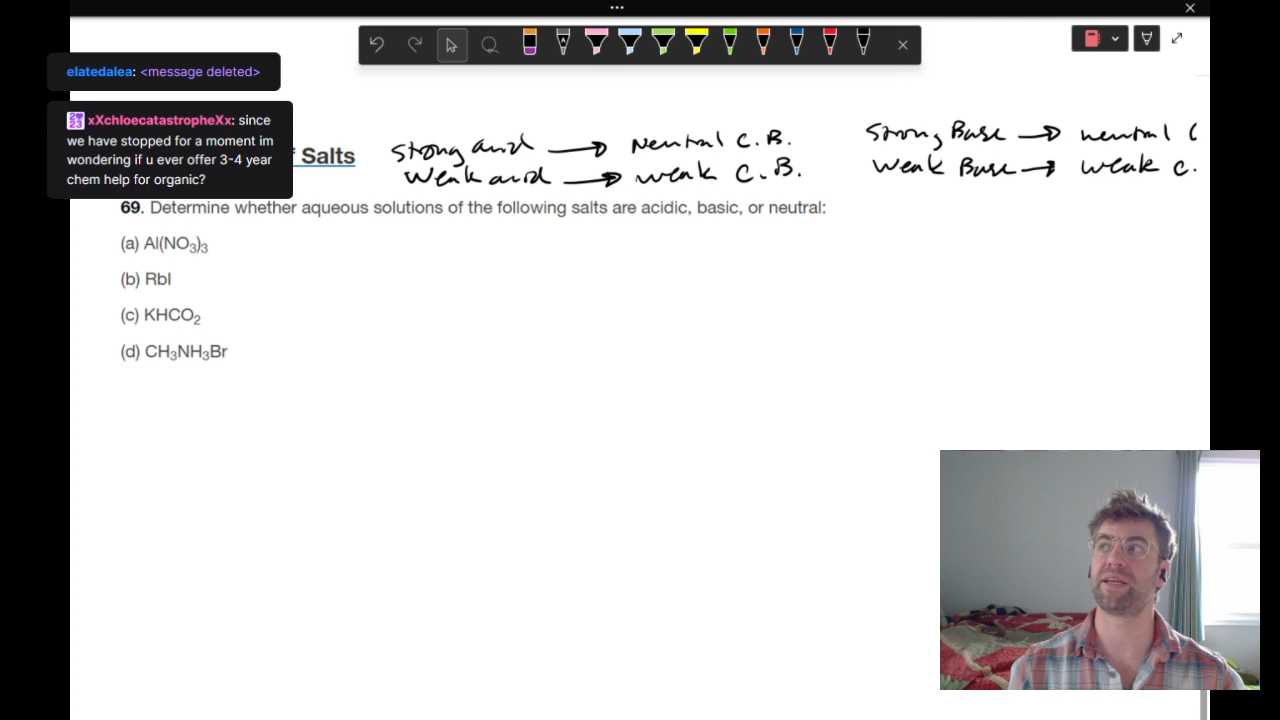 elatedalea: <message deleted>
xXchloecatastropheXx: since
we have stopped for a moment im
wondering if u ever offer 3-4 year
chem help for organic?
Salts
Strong acid → Neutral C.B.
Weak acid → weak C.B.
Strong Base → neutral C
Weak Base → weak C.
69. Determine whether aqueous solutions of the following salts are acidic, basic, or neutral:
(a) Al(NO₃)₃
(b) RbI
(c) KHCO₂
(d) CH₃NH₃Br